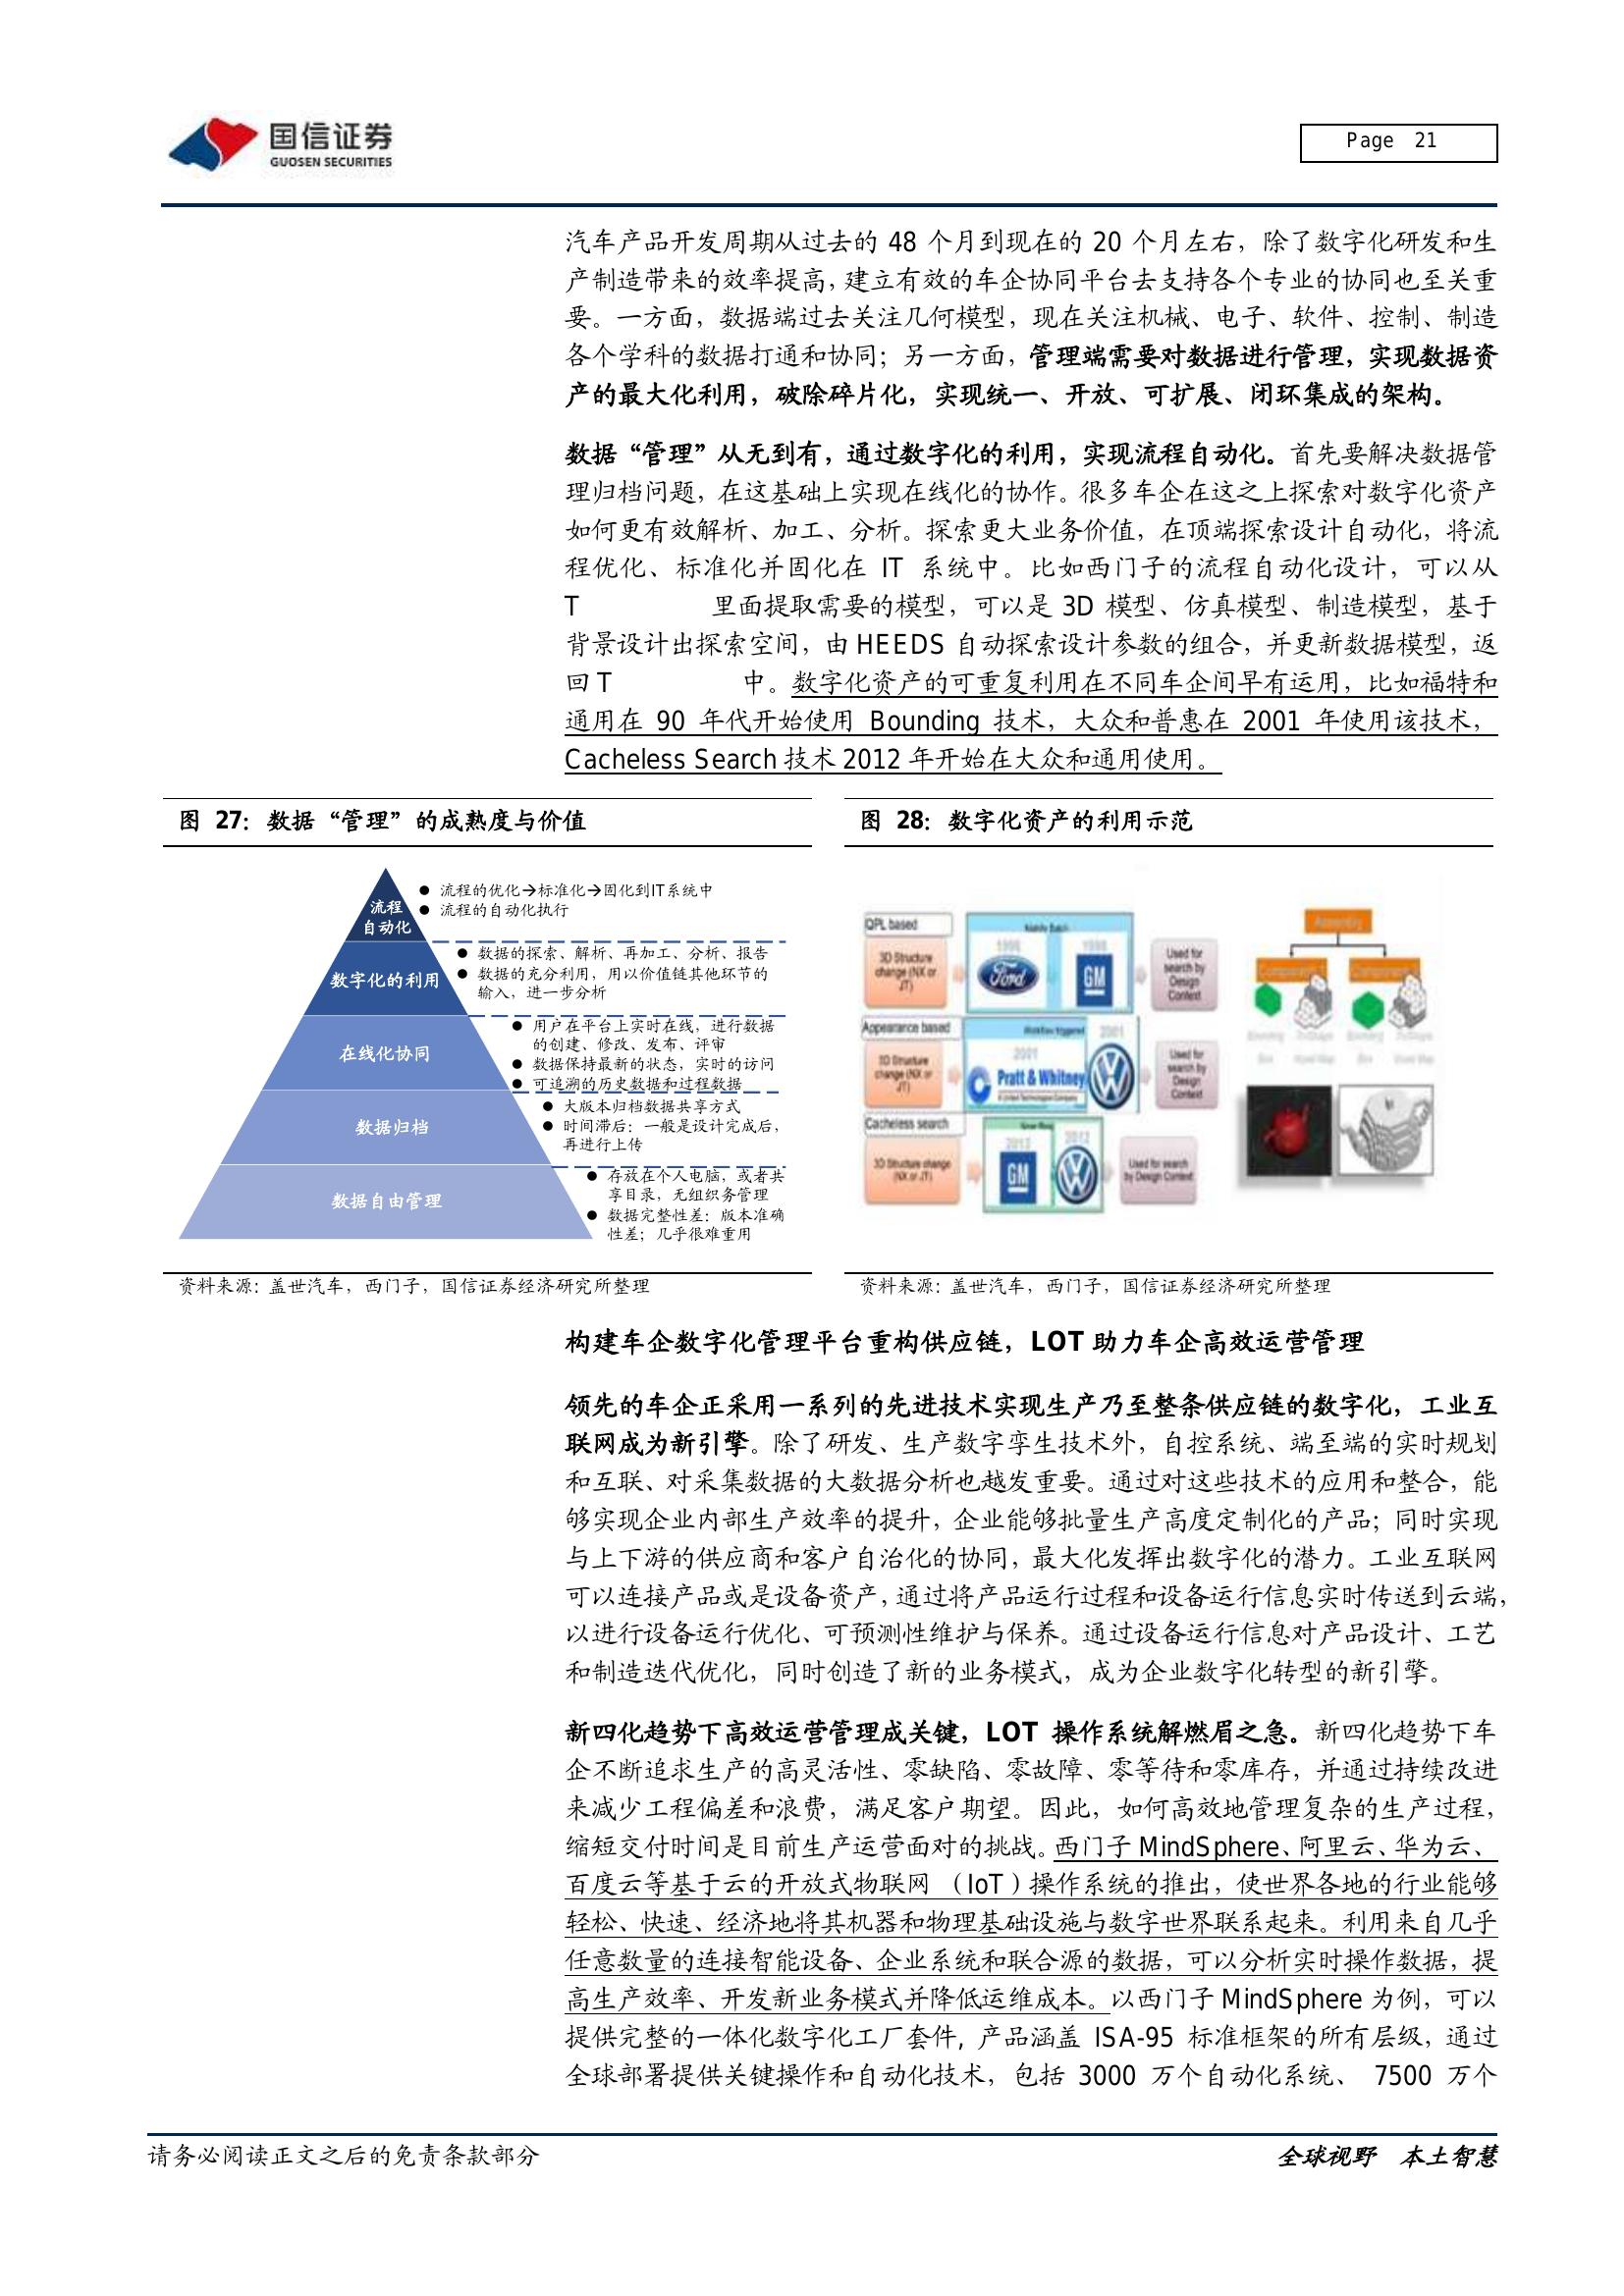 国信证券
GUOSEN SECURITIES
Page 21
汽车产品开发周期从过去的 48 个月到现在的 20 个月左右，除了数字化研发和生
产制造带来的效率提高，建立有效的车企协同平台去支持各个专业的协同也至关重
要。一方面，数据端过去关注几何模型，现在关注机械、电子、软件、控制、制造
各个学科的数据打通和协同；另一方面，管理端需要对数据进行管理，实现数据资
产的最大化利用，破除碎片化，实现统一、开放、可扩展、闭环集成的架构。
数据“管理”从无到有，通过数字化的利用，实现流程自动化。首先要解决数据管
理归档问题，在这基础上实现在线化的协作。很多车企在这之上探索对数字化资产
如何更有效解析、加工、分析。探索更大业务价值，在顶端探索设计自动化，将流
程优化、标准化并固化在 IT 系统中。比如西门子的流程自动化设计，可以从
T 里面提取需要的模型，可以是 3D 模型、仿真模型、制造模型，基于
背景设计出探索空间，由 HEEDS 自动探索设计参数的组合，并更新数据模型，返
回 T 中。数字化资产的可重复利用在不同车企间早有运用，比如福特和
通用在 90 年代开始使用 Bounding 技术，大众和普惠在 2001 年使用该技术，
Cacheless Search 技术 2012 年开始在大众和通用使用。
图 27：数据“管理”的成熟度与价值
流程
自动化
流程的优化→标准化→固化到IT系统中
流程的自动化执行
数字化的利用
数据的探索、解析、再加工、分析、报告
数据的充分利用，用以价值链其他环节的
输入，进一步分析
在线化协同
用户在平台上实时在线，进行数据
的创建、修改、发布、评审
数据保持最新的状态，实时的访问
可追溯的历史数据和过程数据
数据归档
大版本归档数据共享方式
时间滞后：一般是设计完成后，
再进行上传
数据自由管理
存放在个人电脑，或者共
享目录，无组织务管理
数据完整性差：版本准确
性差；几乎很难重用
资料来源：盖世汽车，西门子，国信证券经济研究所整理
图 28：数字化资产的利用示范
QPL based
3D Structure
change (NX or
JT)
1998
Ford
GM
Used for
search by
Design
Context
Appearance based
3D Structure
change (NX or
JT)
2001
Pratt & Whitney
2001
Used for
search by
Design
Context
Cacheless search
3D Structure change
(NX or JT)
2012
GM
2012
Used for search
by Design Context
资料来源：盖世汽车，西门子，国信证券经济研究所整理
构建车企数字化管理平台重构供应链，LOT 助力车企高效运营管理
领先的车企正采用一系列的先进技术实现生产乃至整条供应链的数字化，工业互
联网成为新引擎。除了研发、生产数字孪生技术外，自控系统、端至端的实时规划
和互联、对采集数据的大数据分析也越发重要。通过对这些技术的应用和整合，能
够实现企业内部生产效率的提升，企业能够批量生产高度定制化的产品；同时实现
与上下游的供应商和客户自治化的协同，最大化发挥出数字化的潜力。工业互联网
可以连接产品或是设备资产，通过将产品运行过程和设备运行信息实时传送到云端，
以进行设备运行优化、可预测性维护与保养。通过设备运行信息对产品设计、工艺
和制造迭代优化，同时创造了新的业务模式，成为企业数字化转型的新引擎。
新四化趋势下高效运营管理成关键，LOT 操作系统解燃眉之急。新四化趋势下车
企不断追求生产的高灵活性、零缺陷、零故障、零等待和零库存，并通过持续改进
来减少工程偏差和浪费，满足客户期望。因此，如何高效地管理复杂的生产过程，
缩短交付时间是目前生产运营面对的挑战。西门子 MindSphere、阿里云、华为云、
百度云等基于云的开放式物联网 （IoT）操作系统的推出，使世界各地的行业能够
轻松、快速、经济地将其机器和物理基础设施与数字世界联系起来。利用来自几乎
任意数量的连接智能设备、企业系统和联合源的数据，可以分析实时操作数据，提
高生产效率、开发新业务模式并降低运维成本。以西门子 MindSphere 为例，可以
提供完整的一体化数字化工厂套件，产品涵盖 ISA-95 标准框架的所有层级，通过
全球部署提供关键操作和自动化技术，包括 3000 万个自动化系统、 7500 万个
请务必阅读正文之后的免责条款部分
全球视野 本土智慧